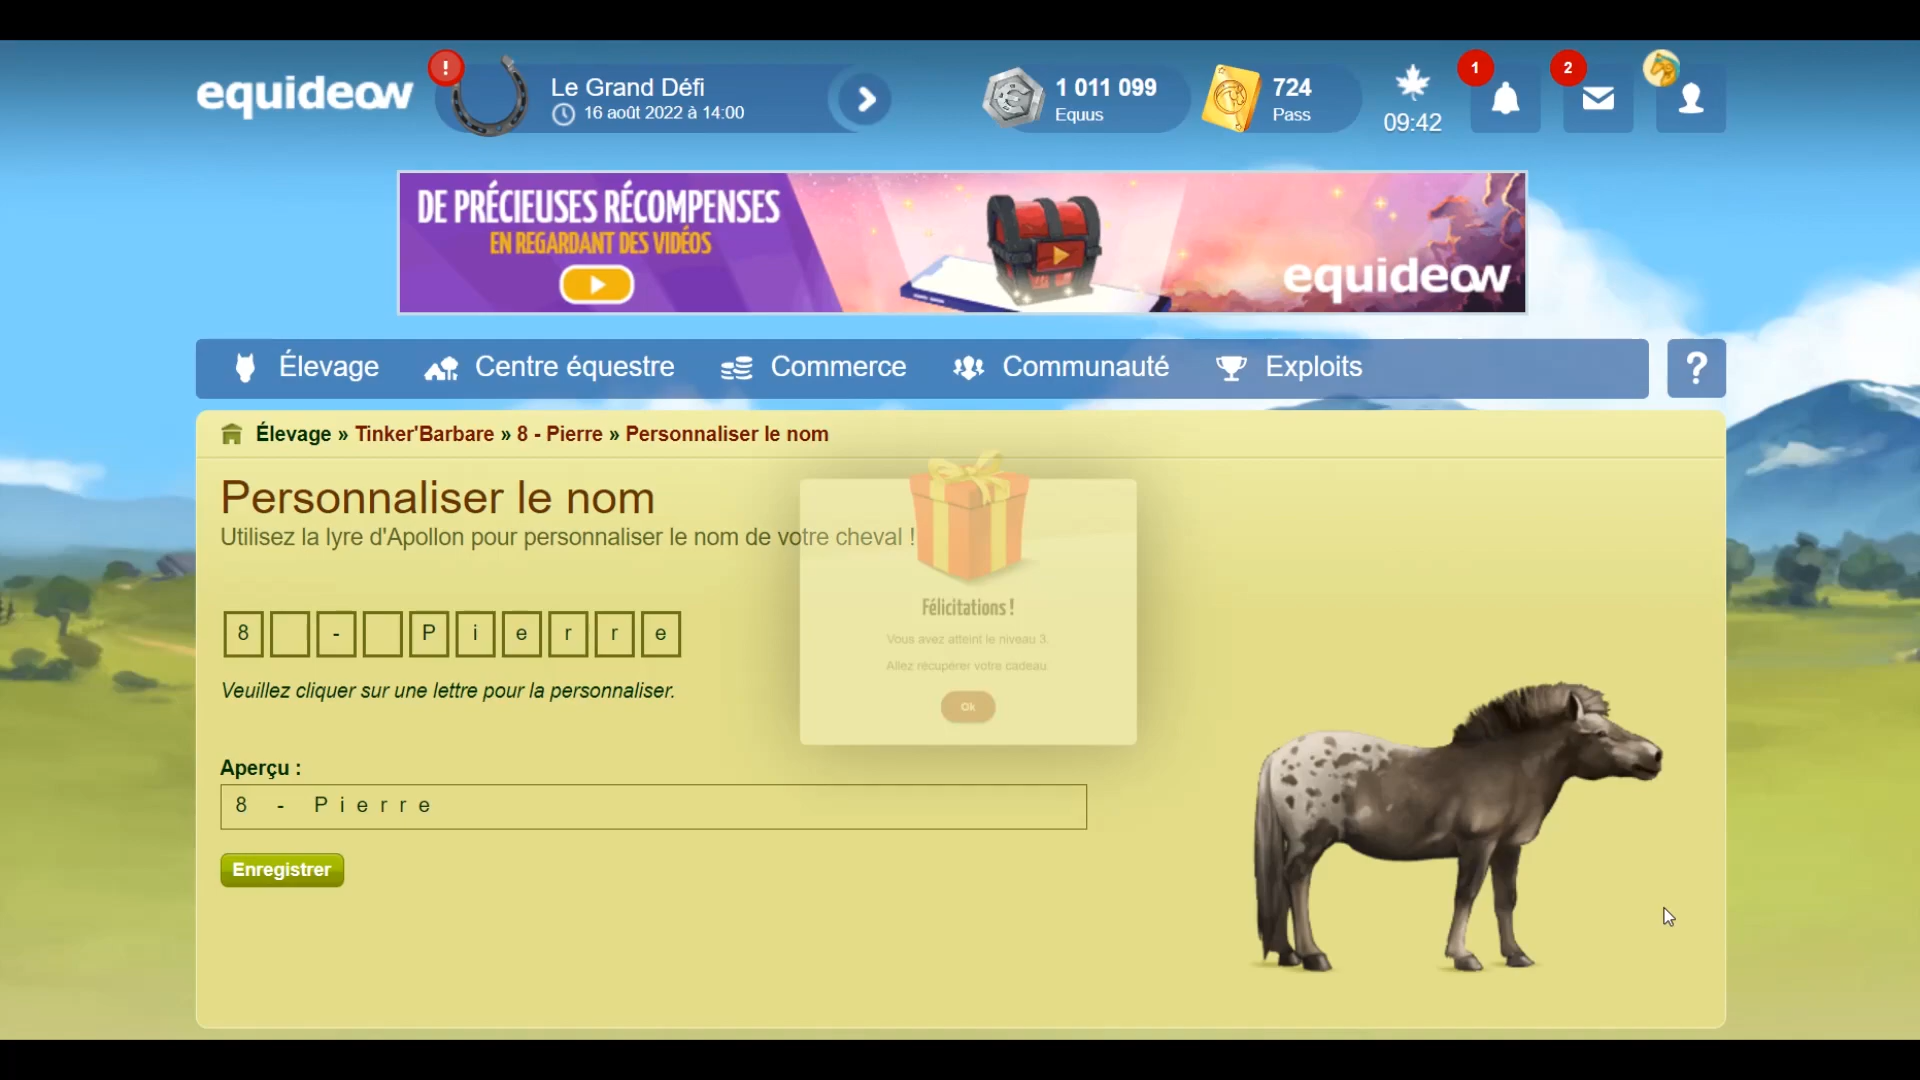 equideow
!
Le Grand Défi
16 août 2022 à 14:00
1 011 099
Equus
724
Pass
09:42
1
2
DE PRÉCIEUSES RÉCOMPENSES
EN REGARDANT DES VIDÉOS
equideow
Élevage
Centre équestre
Commerce
Communauté
Exploits
?
Élevage » Tinker'Barbare » 8 - Pierre » Personnaliser le nom
Personnaliser le nom
Utilisez la lyre d'Apollon pour personnaliser le nom de votre cheval !
8 - P i e r r e
Veuillez cliquer sur une lettre pour la personnaliser.
Félicitations !
Vous avez atteint le niveau 3.
Allez récupérer votre cadeau
Ok
Aperçu :
8 - P i e r r e
Enregistrer